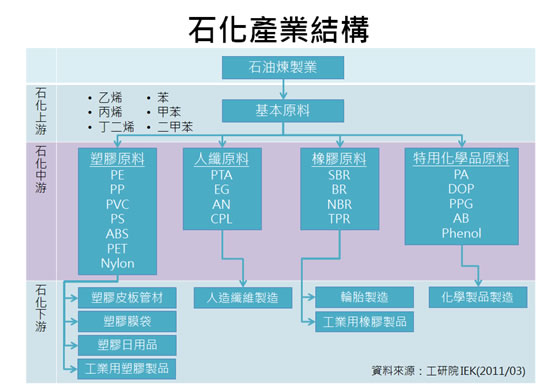 石化產業結構
石油煉製業
石化上游
• 乙烯 • 苯
• 丙烯 • 甲苯
• 丁二烯 • 二甲苯
基本原料
石化中游
塑膠原料
PE
PP
PVC
PS
ABS
PET
Nylon
人纖原料
PTA
EG
AN
CPL
橡膠原料
SBR
BR
NBR
TPR
特用化學品原料
PA
DOP
PPG
AB
Phenol
石化下游
塑膠皮板管材
塑膠膜袋
塑膠日用品
工業用塑膠製品
人造纖維製造
輪胎製造
工業用橡膠製品
化學製品製造
資料來源：工研院IEK(2011/03)